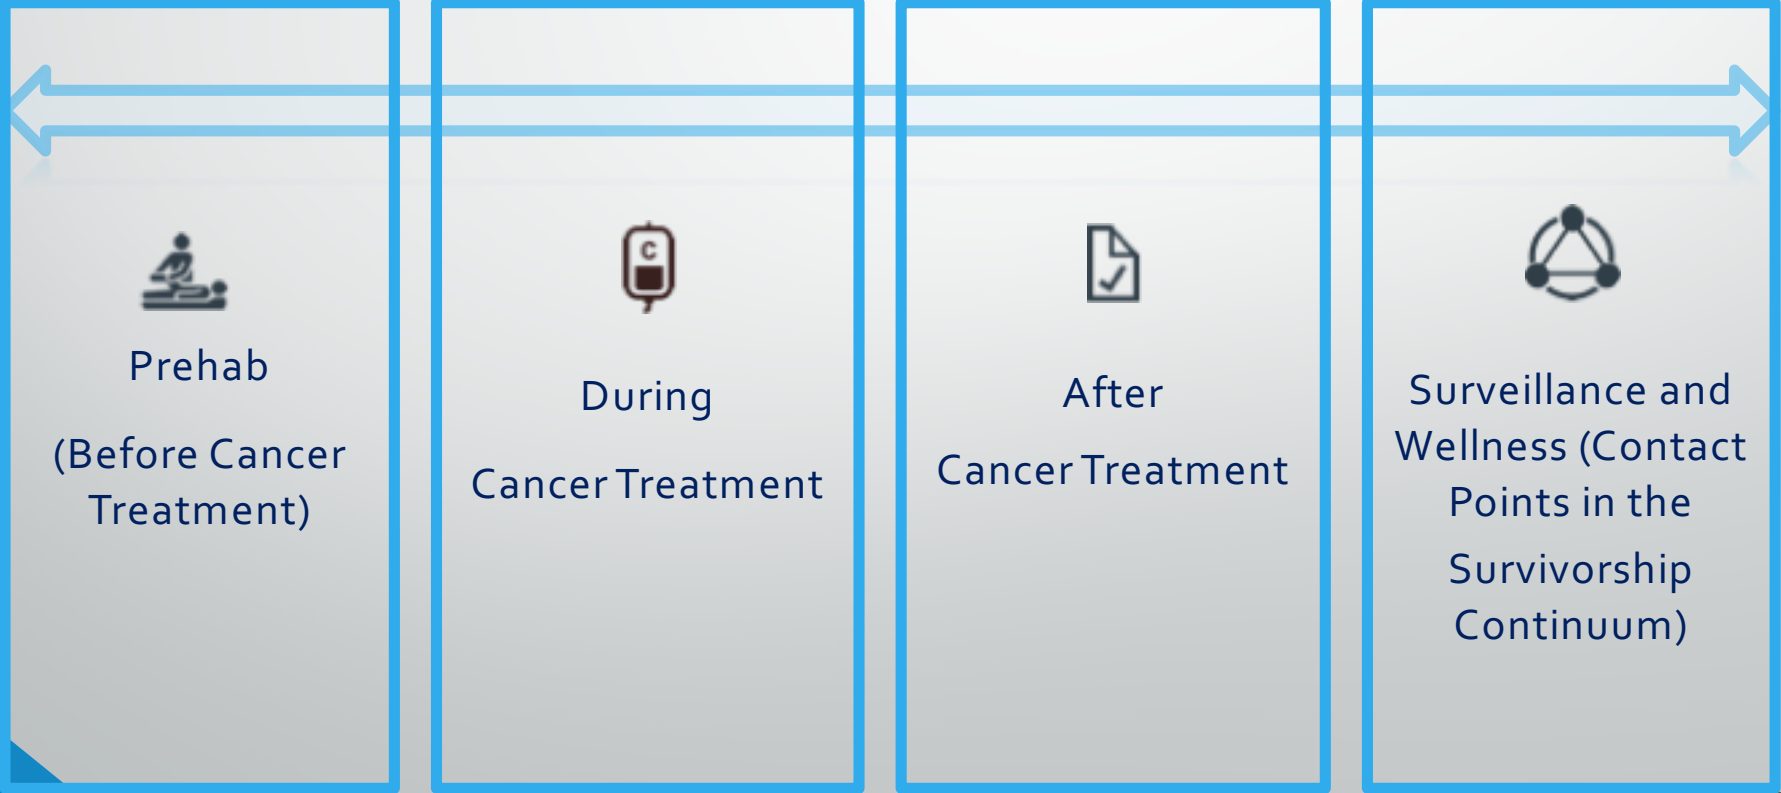 Prehab
(Before Cancer
Treatment)
C
During
Cancer Treatment
After
Cancer Treatment
Surveillance and
Wellness (Contact
Points in the
Survivorship
Continuum)